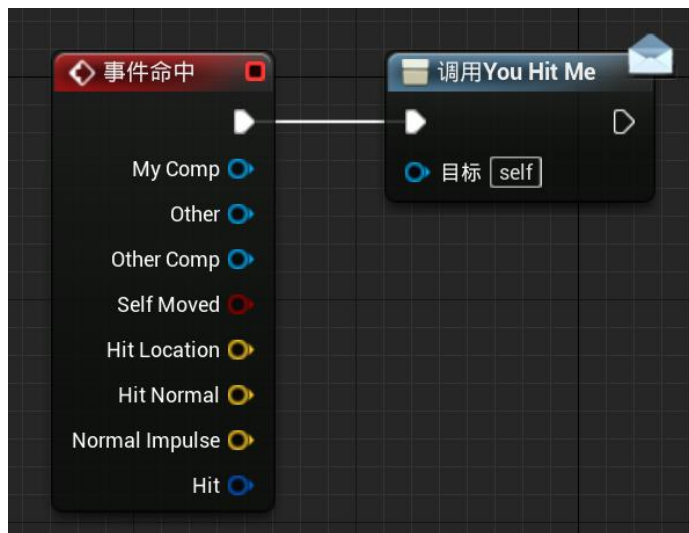 事件命中
My Comp
Other
Other Comp
Self Moved
Hit Location
Hit Normal
Normal Impulse
Hit
调用You Hit Me
目标 self